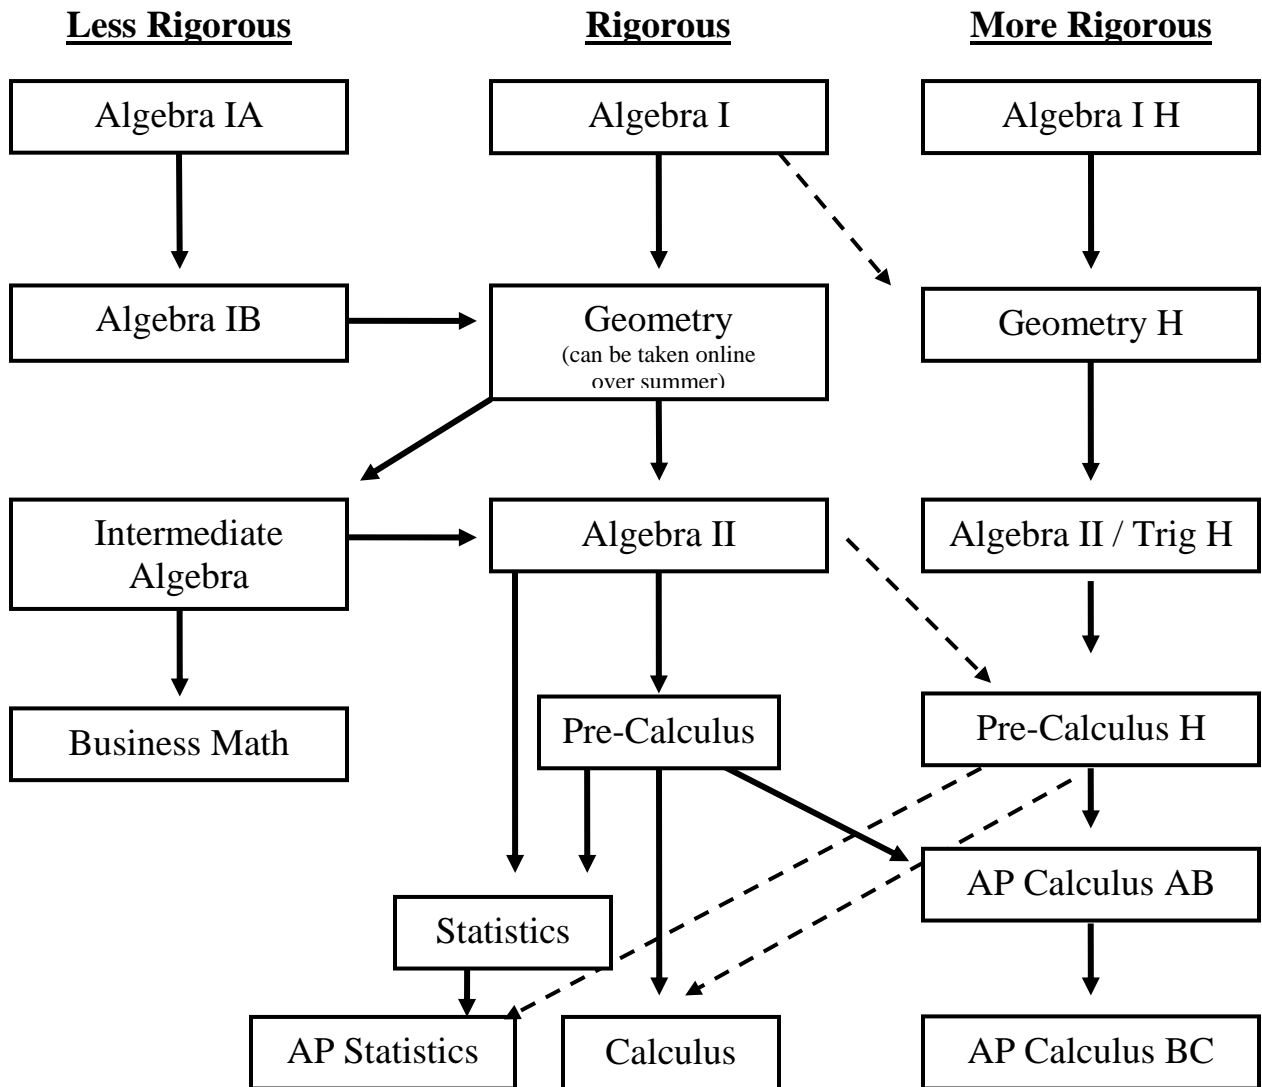 Less Rigorous
Rigorous
More Rigorous
Algebra IA
Algebra I
Algebra I H
Algebra IB
Geometry
(can be taken online
over summer)
Geometry H
Intermediate
Algebra
Algebra II
Algebra II / Trig H
Business Math
Pre-Calculus
Pre-Calculus H
AP Calculus AB
Statistics
AP Statistics
Calculus
AP Calculus BC